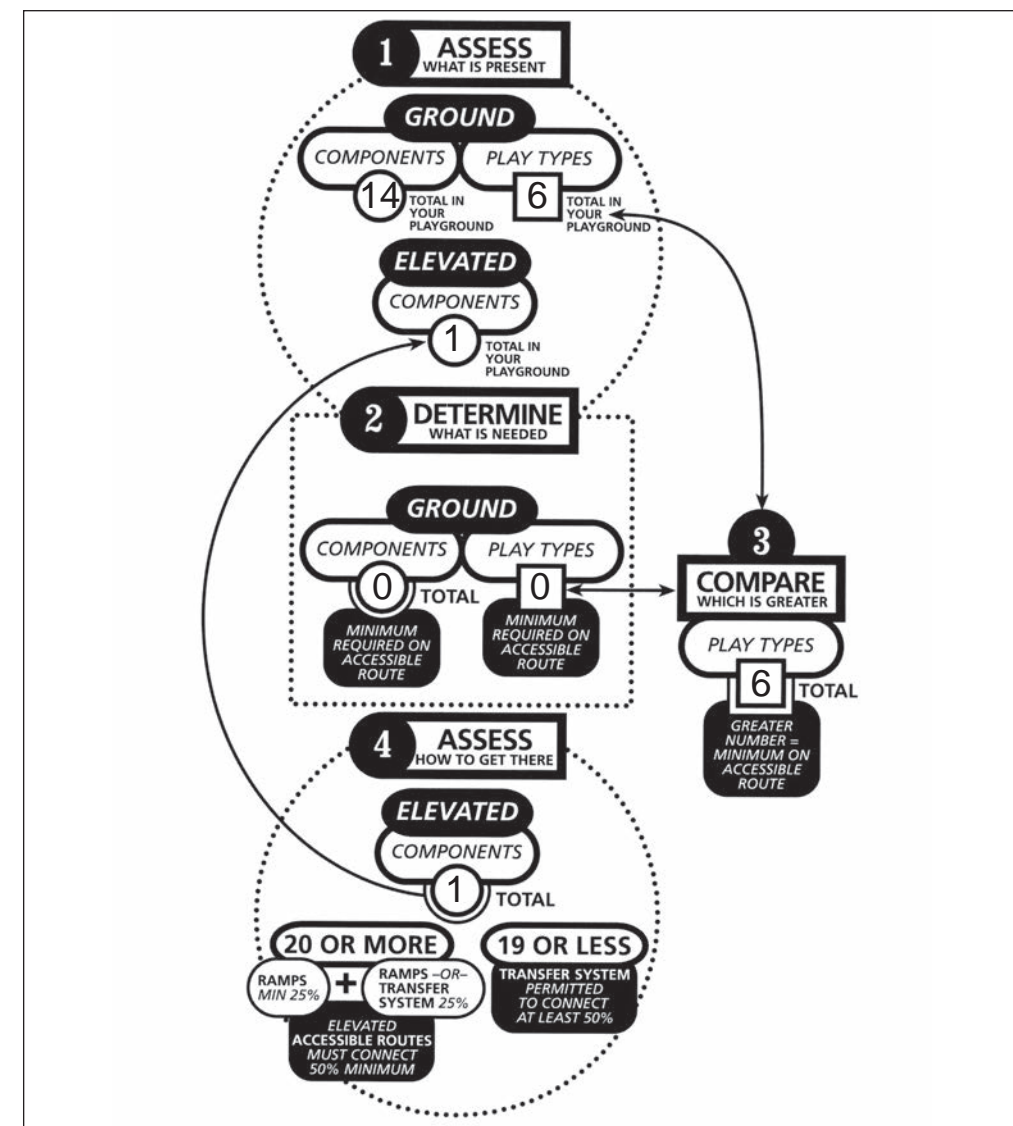 1 ASSESS
WHAT IS PRESENT
GROUND
COMPONENTS
14
TOTAL IN
YOUR
PLAYGROUND
PLAY TYPES
6
TOTAL IN
YOUR
PLAYGROUND
ELEVATED
COMPONENTS
1
TOTAL IN
YOUR
PLAYGROUND
2 DETERMINE
WHAT IS NEEDED
GROUND
COMPONENTS
0 TOTAL
MINIMUM
REQUIRED ON
ACCESSIBLE
ROUTE
PLAY TYPES
0
MINIMUM
REQUIRED ON
ACCESSIBLE
ROUTE
3
COMPARE
WHICH IS GREATER
PLAY TYPES
6 TOTAL
GREATER
NUMBER =
MINIMUM ON
ACCESSIBLE
ROUTE
4 ASSESS
HOW TO GET THERE
ELEVATED
COMPONENTS
1 TOTAL
20 OR MORE
RAMPS
MIN 25%
+
RAMPS –OR–
TRANSFER
SYSTEM 25%
ELEVATED
ACCESSIBLE ROUTES
MUST CONNECT
50% MINIMUM
19 OR LESS
TRANSFER SYSTEM
PERMITTED
TO CONNECT
AT LEAST 50%